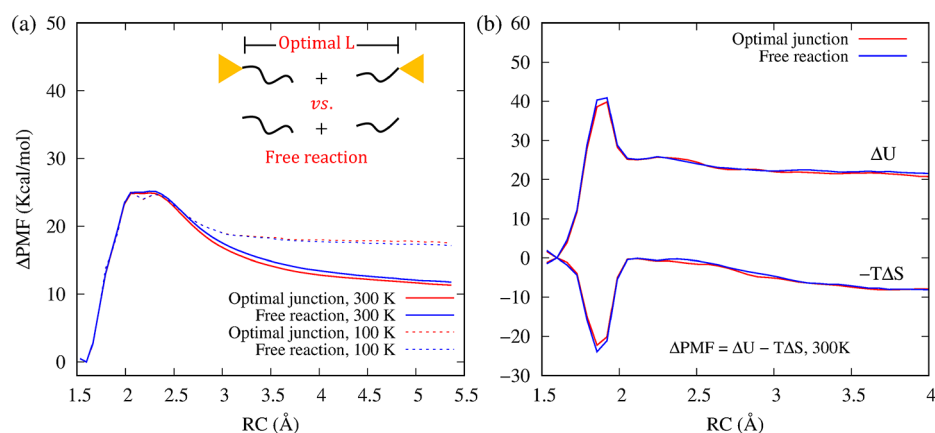 (a)
50
40
30
20
10
0
ΔPMF (Kcal/mol)
Optimal L
+
vs.
+
Free reaction
Optimal junction, 300 K
Free reaction, 300 K
Optimal junction, 100 K
Free reaction, 100 K
1.5 2 2.5 3 3.5 4 4.5 5 5.5
RC (Å)
(b)
60
50
40
30
20
10
0
−10
−20
−30
Optimal junction
Free reaction
ΔU
−TΔS
ΔPMF = ΔU − TΔS, 300K
1.5 2 2.5 3 3.5 4
RC (Å)